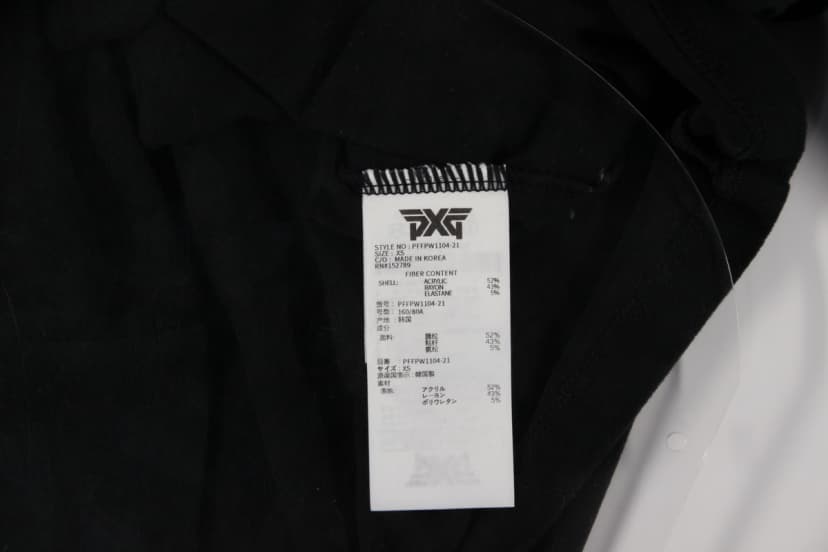 PXG
STYLE NO : PFFPW1104-21
SIZE : XS
C/O : MADE IN KOREA
RN#152789
FIBER CONTENT
SHELL: ACRYLIC 52%
RAYON 43%
ELASTANE 5%
款号 : PFFPW1104-21
号型 : 160/80A
产地 : 韩国
成分
面料: 腈纶 52%
粘纤 43%
氨纶 5%
品番 : PFFPW1104-21
サイズ : XS
原産国表示 : 韓国製
素材
表地: アクリル 52%
レーヨン 43%
ポリウレタン 5%